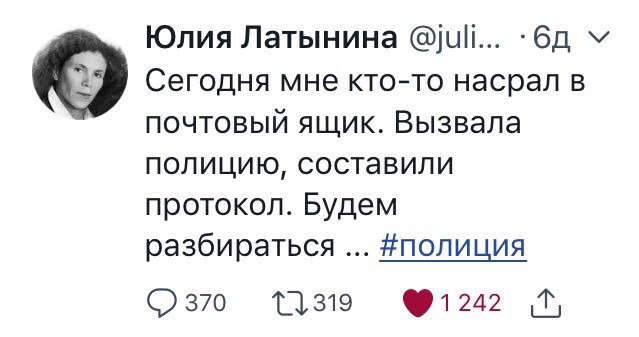 Юлия Латынина @juli... · 6д
Сегодня мне кто-то насрал в
почтовый ящик. Вызвала
полицию, составили
протокол. Будем
разбираться ... #полиция
370 319 1 242